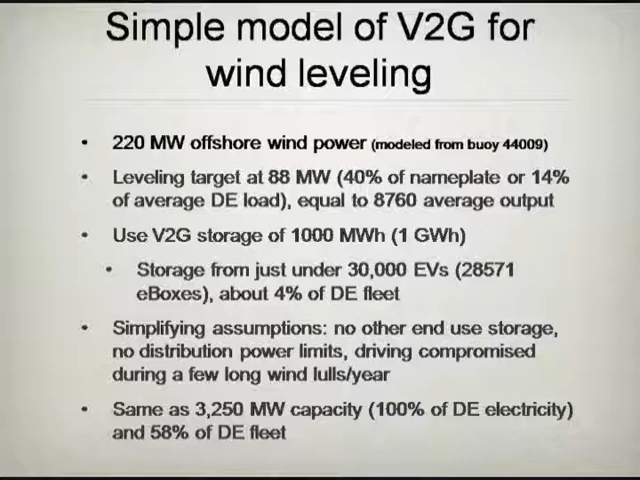 Simple model of V2G for
wind leveling
• 220 MW offshore wind power (modeled from buoy 44009)
• Leveling target at 88 MW (40% of nameplate or 14%
of average DE load), equal to 8760 average output
• Use V2G storage of 1000 MWh (1 GWh)
• Storage from just under 30,000 EVs (28571
eBoxes), about 4% of DE fleet
• Simplifying assumptions: no other end use storage,
no distribution power limits, driving compromised
during a few long wind lulls/year
• Same as 3,250 MW capacity (100% of DE electricity)
and 58% of DE fleet